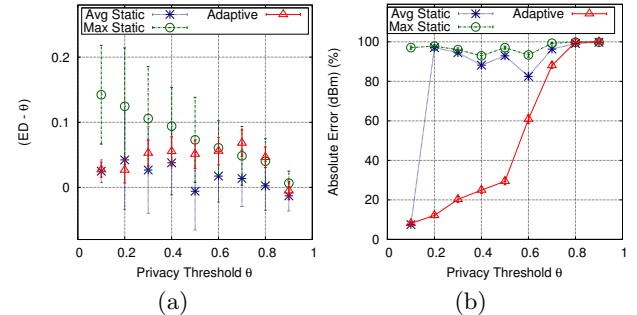 Avg Static
Adaptive
Max Static
0.2
0.1
0
(ED - θ)
0
0.2
0.4
0.6
0.8
1
Privacy Threshold θ
(a)
Avg Static
Adaptive
Max Static
100
80
60
40
20
0
Absolute Error (dBm) (%)
0
0.2
0.4
0.6
0.8
1
Privacy Threshold θ
(b)